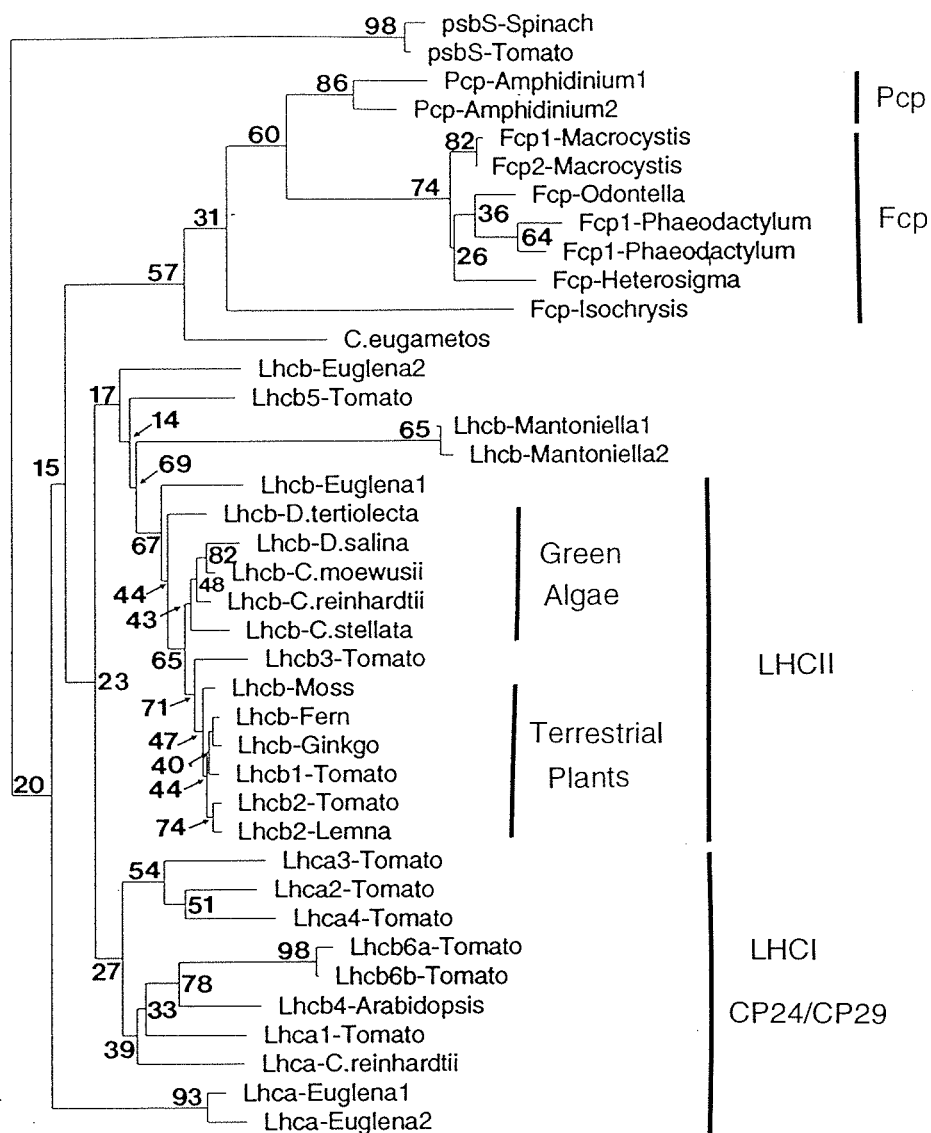 98 psbS-Spinach
psbS-Tomato
86 Pcp-Amphidinium1
Pcp-Amphidinium2
Pcp
60
82 Fcp1-Macrocystis
Fcp2-Macrocystis
74
Fcp-Odontella
36
Fcp1-Phaeodactylum
64
Fcp1-Phaeodactylum
26
Fcp-Heterosigma
Fcp
31
Fcp-Isochrysis
57
C.eugametos
Lhcb-Euglena2
17
Lhcb5-Tomato
14
65 Lhcb-Mantoniella1
Lhcb-Mantoniella2
15
69
Lhcb-Euglena1
67
Lhcb-D.tertiolecta
Lhcb-D.salina
82
Lhcb-C.moewusii
44
48
Lhcb-C.reinhardtii
43
Lhcb-C.stellata
Green
Algae
65
Lhcb3-Tomato
23
71
Lhcb-Moss
Lhcb-Fern
47
Lhcb-Ginkgo
40
Lhcb1-Tomato
44
Lhcb2-Tomato
74
Lhcb2-Lemna
Terrestrial
Plants
LHCII
20
Lhca3-Tomato
54
Lhca2-Tomato
51
Lhca4-Tomato
98 Lhcb6a-Tomato
Lhcb6b-Tomato
27
78
Lhcb4-Arabidopsis
33
Lhca1-Tomato
39
Lhca-C.reinhardtii
LHCI
CP24/CP29
93 Lhca-Euglena1
Lhca-Euglena2